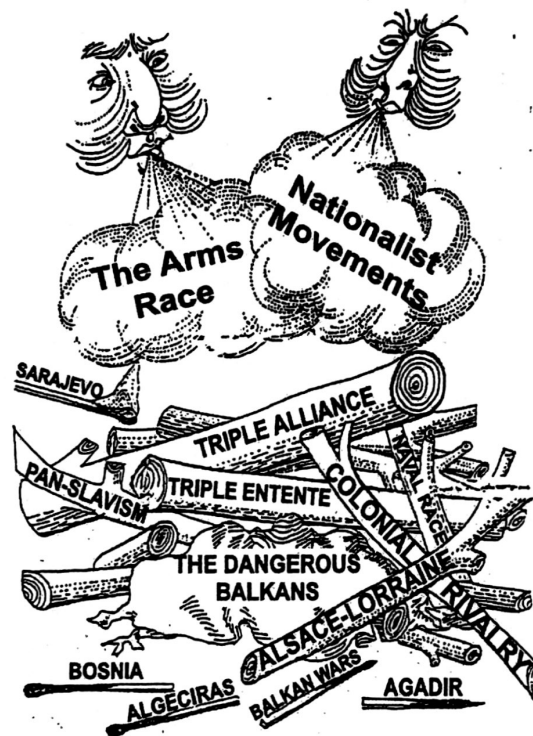 The Arms
Race
Nationalist
Movements
SARAJEVO
TRIPLE ALLIANCE
NAVAL RACE
PAN-SLAVISM
TRIPLE ENTENTE
COLONIAL RIVALRY
THE DANGEROUS
BALKANS
ALSACE-LORRAINE
BOSNIA
ALGECIRAS
BALKAN WARS
AGADIR